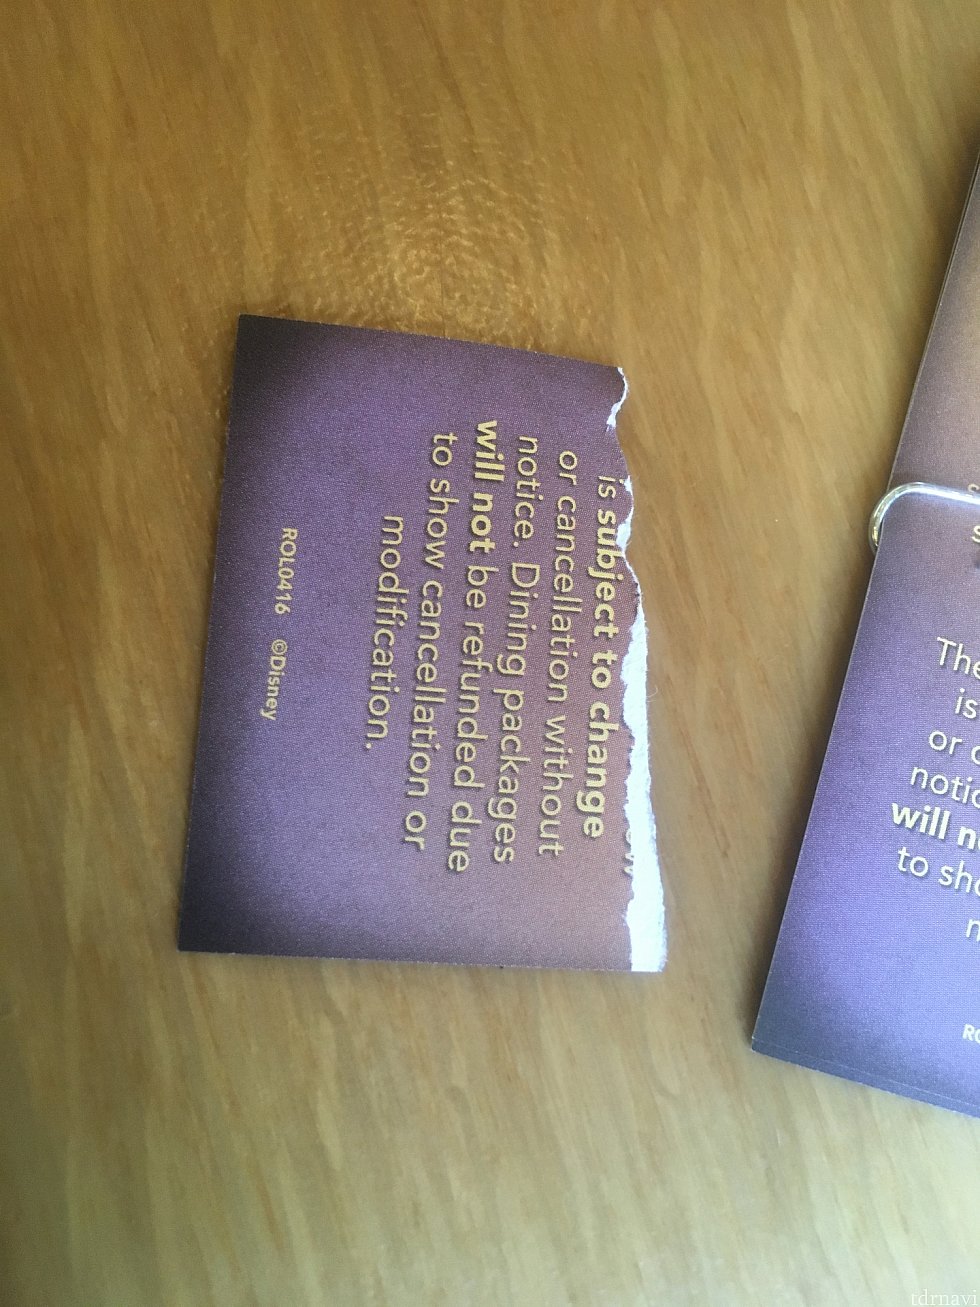 is subject to change
or cancellation without
notice. Dining packages
will not be refunded due
to show cancellation or
modification.
ROL0416 ©Disney
The
is
or
notic
will n
to sho
tdrnavi